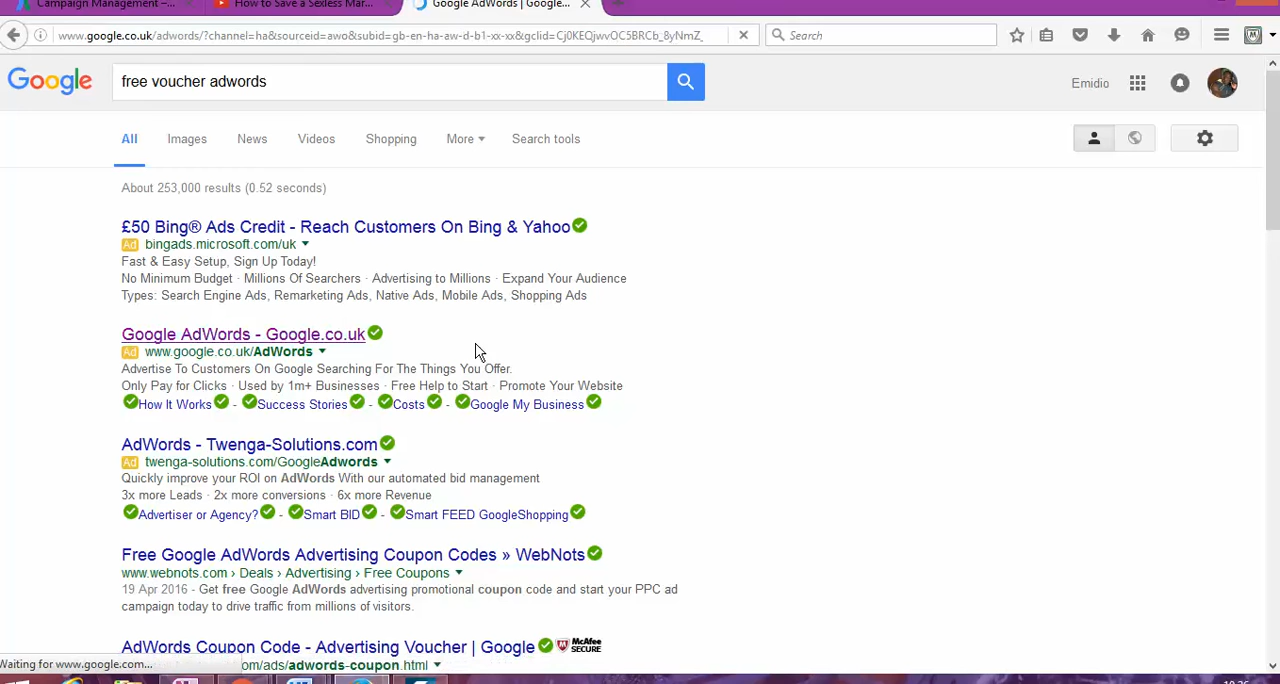 Campaign Management –...
How to Save a Sexless Mar...
Google AdWords | Google...
www.google.co.uk/adwords/?channel=ha&sourceid=awo&subid=gb-en-ha-aw-d-b1-xx-xx&gclid=Cj0KEQjwvOC5BRCb_8yNmZ_
Search
Google
free voucher adwords
Emidio
All Images News Videos Shopping More Search tools
About 253,000 results (0.52 seconds)
£50 Bing® Ads Credit - Reach Customers On Bing & Yahoo
Ad bingads.microsoft.com/uk
Fast & Easy Setup, Sign Up Today!
No Minimum Budget · Millions Of Searchers · Advertising to Millions · Expand Your Audience
Types: Search Engine Ads, Remarketing Ads, Native Ads, Mobile Ads, Shopping Ads
Google AdWords - Google.co.uk
Ad www.google.co.uk/AdWords
Advertise To Customers On Google Searching For The Things You Offer.
Only Pay for Clicks · Used by 1m+ Businesses · Free Help to Start · Promote Your Website
How It Works - Success Stories - Costs - Google My Business
AdWords - Twenga-Solutions.com
Ad twenga-solutions.com/GoogleAdwords
Quickly improve your ROI on AdWords With our automated bid management
3x more Leads · 2x more conversions · 6x more Revenue
Advertiser or Agency? - Smart BID - Smart FEED GoogleShopping
Free Google AdWords Advertising Coupon Codes » WebNots
www.webnots.com › Deals › Advertising › Free Coupons
19 Apr 2016 - Get free Google AdWords advertising promotional coupon code and start your PPC ad
campaign today to drive traffic from millions of visitors.
AdWords Coupon Code - Advertising Voucher | Google McAfee SECURE
Waiting for www.google.com... om/ads/adwords-coupon.html